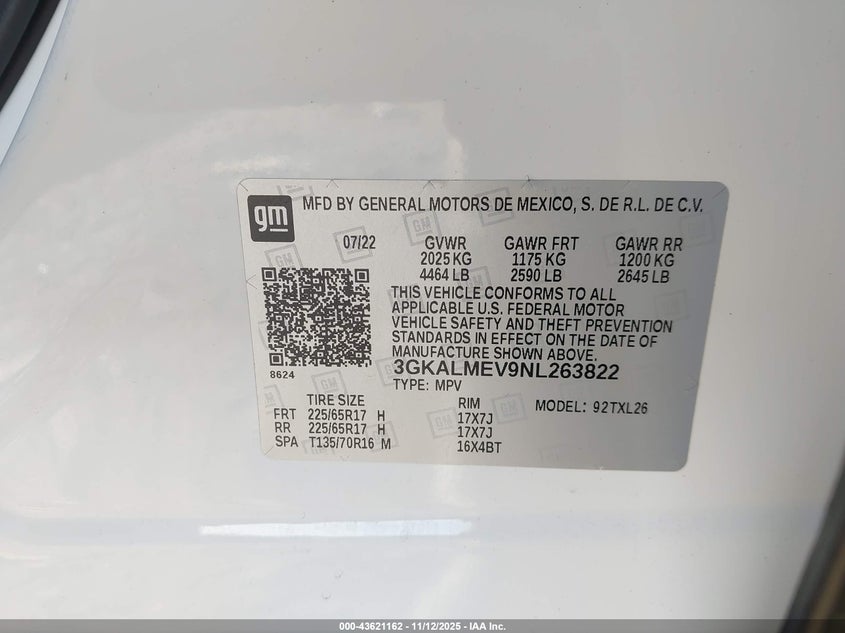 gm MFD BY GENERAL MOTORS DE MEXICO, S. DE R.L. DE C.V.
07/22 GVWR GAWR FRT GAWR RR
2025 KG 1175 KG 1200 KG
4464 LB 2590 LB 2645 LB
THIS VEHICLE CONFORMS TO ALL
APPLICABLE U.S. FEDERAL MOTOR
VEHICLE SAFETY AND THEFT PREVENTION
STANDARDS IN EFFECT ON THE DATE OF
MANUFACTURE SHOWN ABOVE.
8624 3GKALMEV9NL263822
TYPE: MPV
TIRE SIZE RIM MODEL: 92TXL26
FRT 225/65R17 H 17X7J
RR 225/65R17 H 17X7J
SPA T135/70R16 M 16X4BT
000-43621162 - 11/12/2025 - IAA Inc.